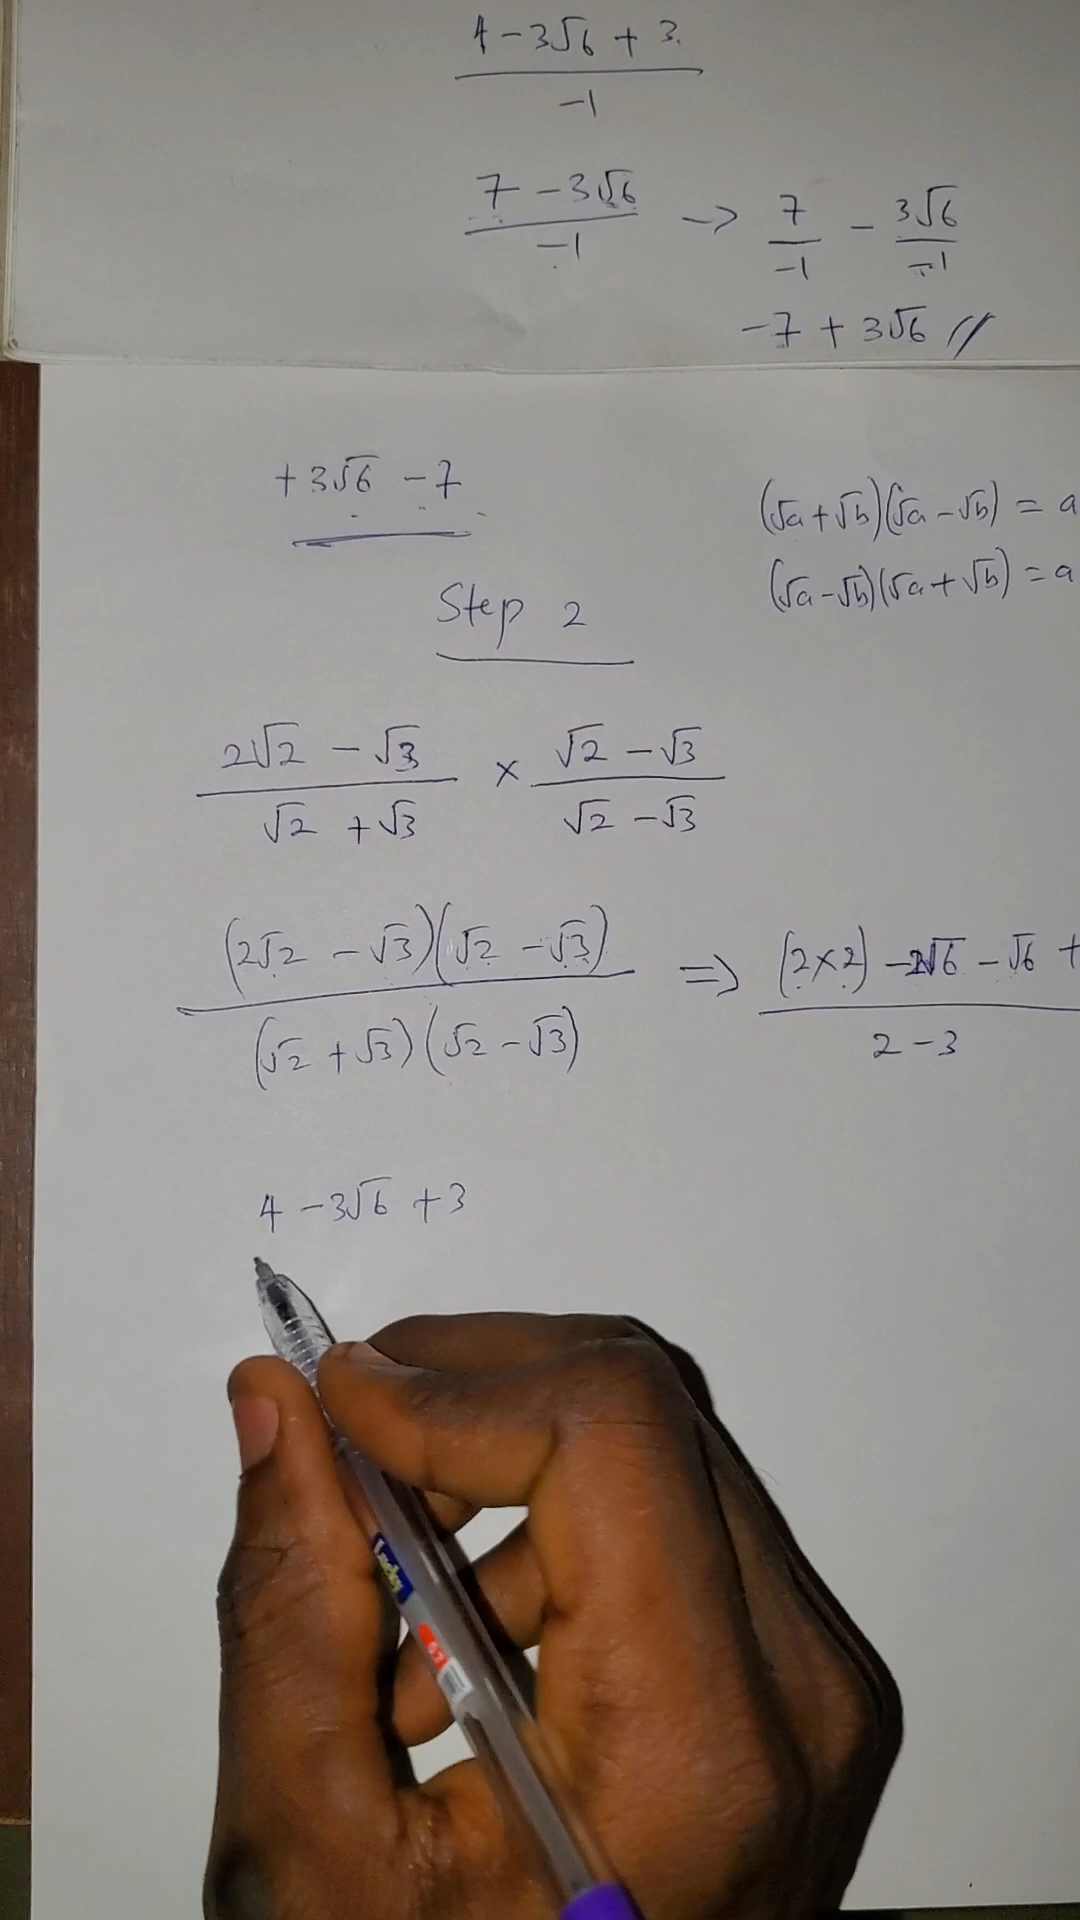 4 - 3√6 + 3
-1
7 - 3√6 → 7 - 3√6
-1 -1 -1
-7 + 3√6 //
+3√6 - 7
(√a + √b)(√a - √b) = a
(√a - √b)(√a + √b) = a
Step 2
2√2 - √3 × √2 - √3
√2 + √3 √2 - √3
(2√2 - √3)(√2 - √3) ⇒ (2×2) - 2√6 - √6 +
(√2 + √3)(√2 - √3) 2 - 3
4 - 3√6 + 3
Lucky